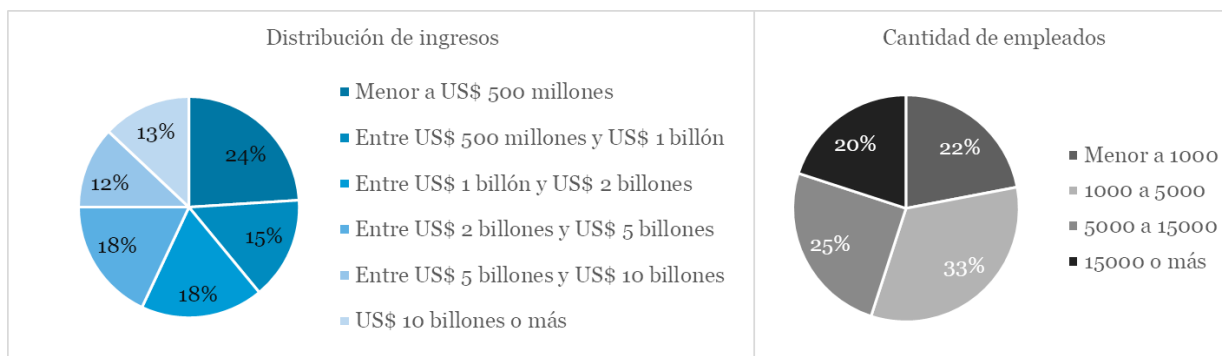 Distribución de ingresos
13%
24%
12%
15%
18%
18%
Menor a US$ 500 millones
Entre US$ 500 millones y US$ 1 billón
Entre US$ 1 billón y US$ 2 billones
Entre US$ 2 billones y US$ 5 billones
Entre US$ 5 billones y US$ 10 billones
US$ 10 billones o más
Cantidad de empleados
20%
22%
25%
33%
Menor a 1000
1000 a 5000
5000 a 15000
15000 o más